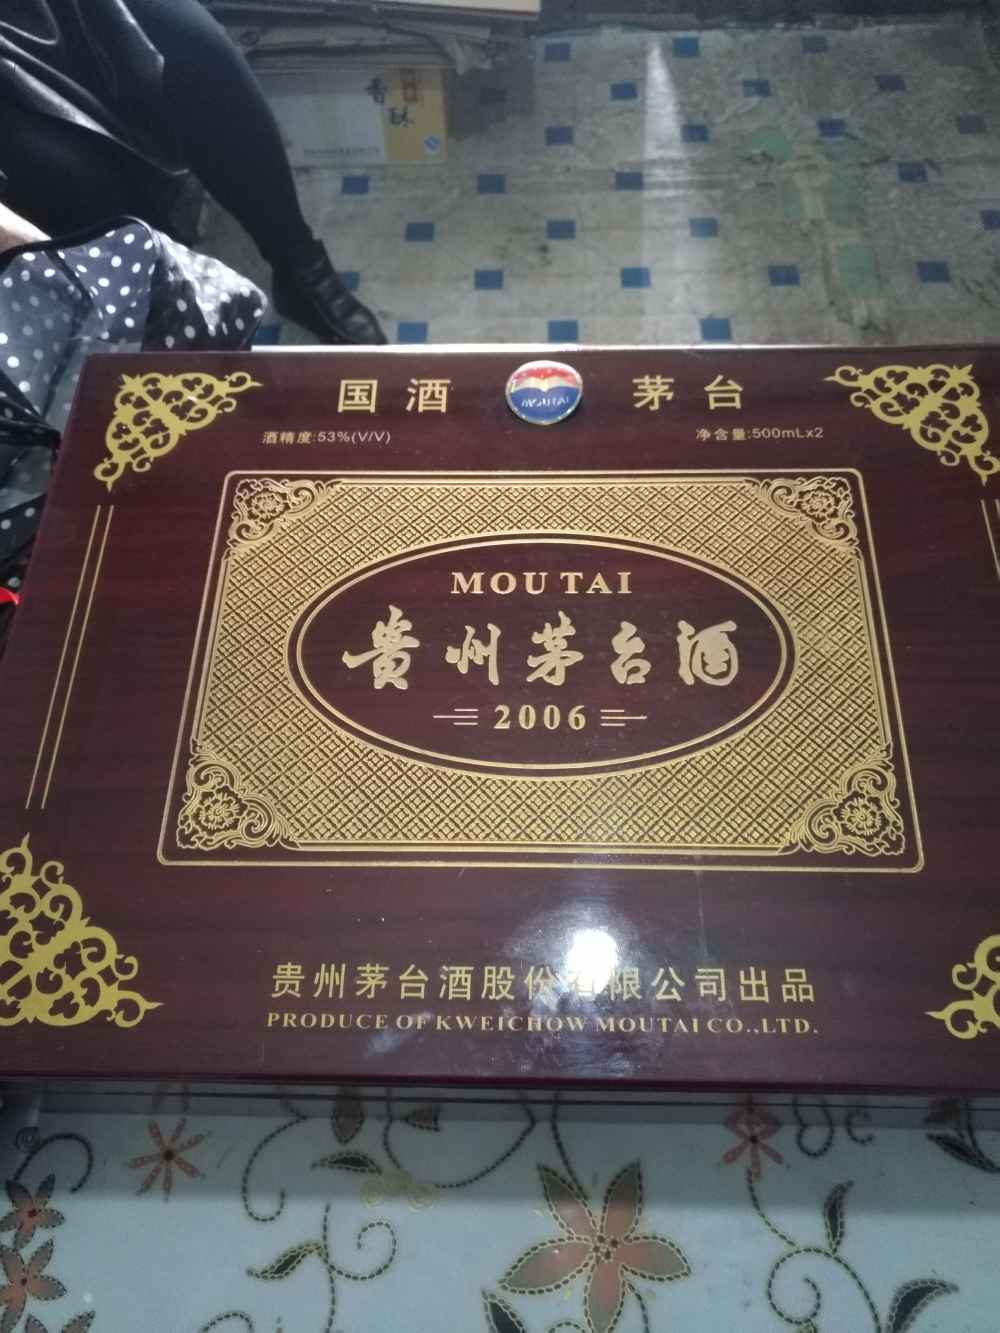 香酥
国酒 MOUTAI 茅台
酒精度:53%(V/V) 净含量:500mLx2
MOU TAI
贵州茅台酒
2006
贵州茅台酒股份有限公司出品
PRODUCE OF KWEICHOW MOUTAI CO.,LTD.